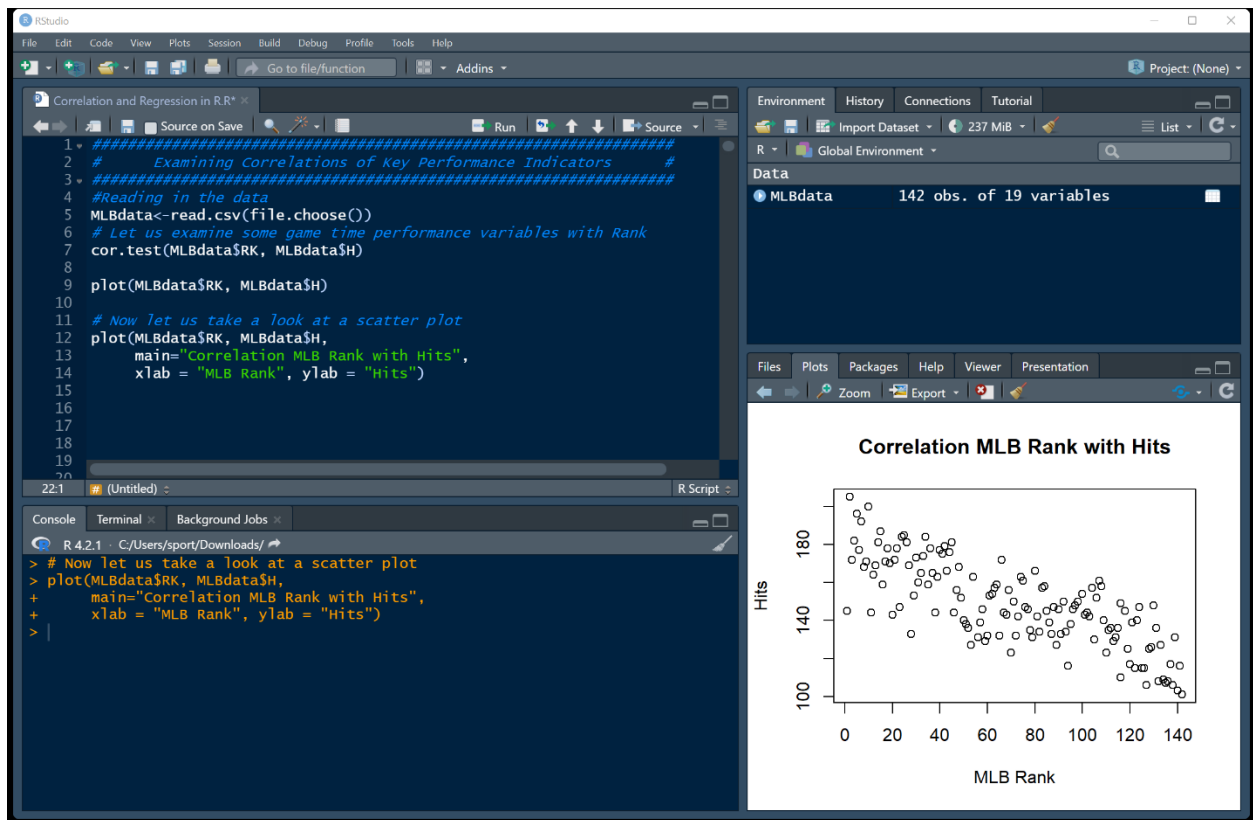 RStudio
File Edit Code View Plots Session Build Debug Profile Tools Help
Go to file/function Addins Project: (None)
Correlation and Regression in R.R*
Source on Save Run Source
1 ################################################################
2 # Examining Correlations of Key Performance Indicators #
3 ################################################################
4 #Reading in the data
5 MLBdata<-read.csv(file.choose())
6 # Let us examine some game time performance variables with Rank
7 cor.test(MLBdata$RK, MLBdata$H)
8
9 plot(MLBdata$RK, MLBdata$H)
10
11 # Now let us take a look at a scatter plot
12 plot(MLBdata$RK, MLBdata$H,
13 main="Correlation MLB Rank with Hits",
14 xlab = "MLB Rank", ylab = "Hits")
15
16
17
18
19
20
22:1 # (Untitled) R Script
Console Terminal Background Jobs
R 4.2.1 · C:/Users/sport/Downloads/
> # Now let us take a look at a scatter plot
> plot(MLBdata$RK, MLBdata$H,
+ main="Correlation MLB Rank with Hits",
+ xlab = "MLB Rank", ylab = "Hits")
>
Environment History Connections Tutorial
Import Dataset 237 MiB List
R Global Environment
Data
MLBdata 142 obs. of 19 variables
Files Plots Packages Help Viewer Presentation
Zoom Export
Correlation MLB Rank with Hits
Hits
180
140
100
0 20 40 60 80 100 120 140
MLB Rank